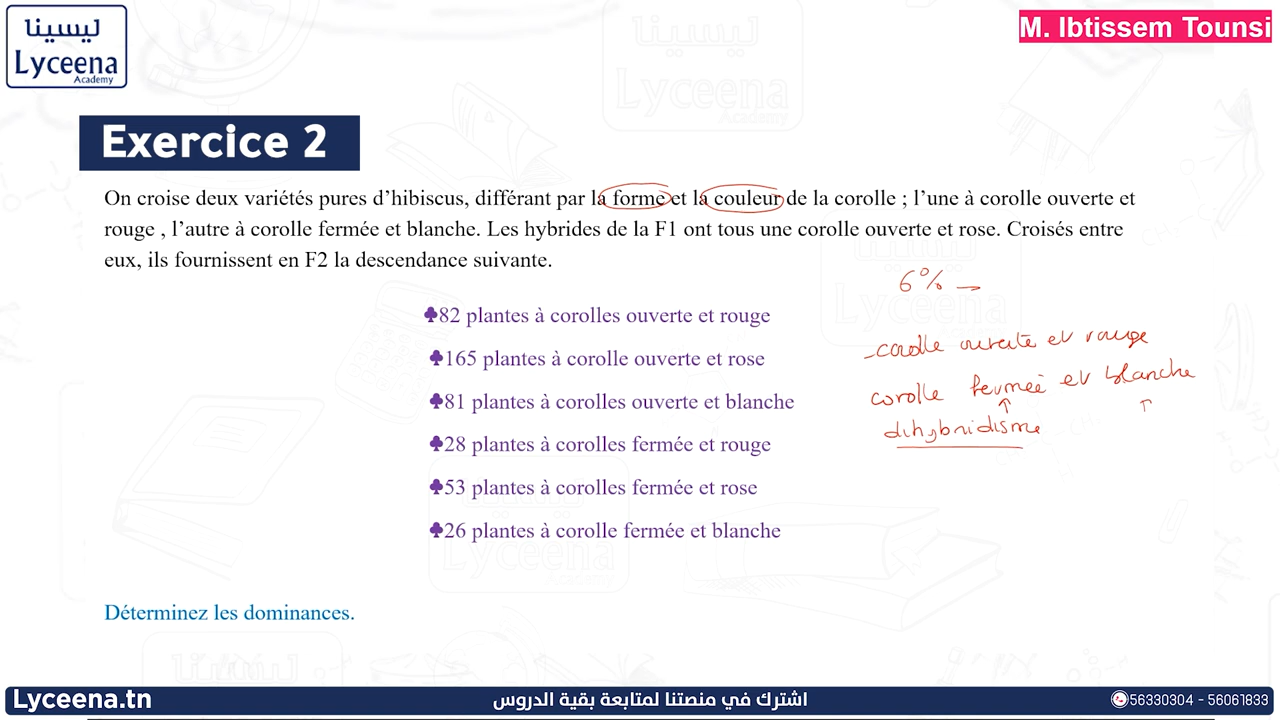 ليسينا
Lyceena
Academy
M. Ibtissem Tounsi
Exercice 2
On croise deux variétés pures d’hibiscus, différant par la forme et la couleur de la corolle ; l’une à corolle ouverte et
rouge , l’autre à corolle fermée et blanche. Les hybrides de la F1 ont tous une corolle ouverte et rose. Croisés entre
eux, ils fournissent en F2 la descendance suivante.
6% →
♣82 plantes à corolles ouverte et rouge
-corolle ouverte et rouge
♣165 plantes à corolle ouverte et rose
corolle fermée et blanche
♣81 plantes à corolles ouverte et blanche
dihybridisme
♣28 plantes à corolles fermée et rouge
♣53 plantes à corolles fermée et rose
♣26 plantes à corolle fermée et blanche
Déterminez les dominances.
Lyceena.tn
اشترك في منصتنا لمتابعة بقية الدروس
56330304 - 56061833